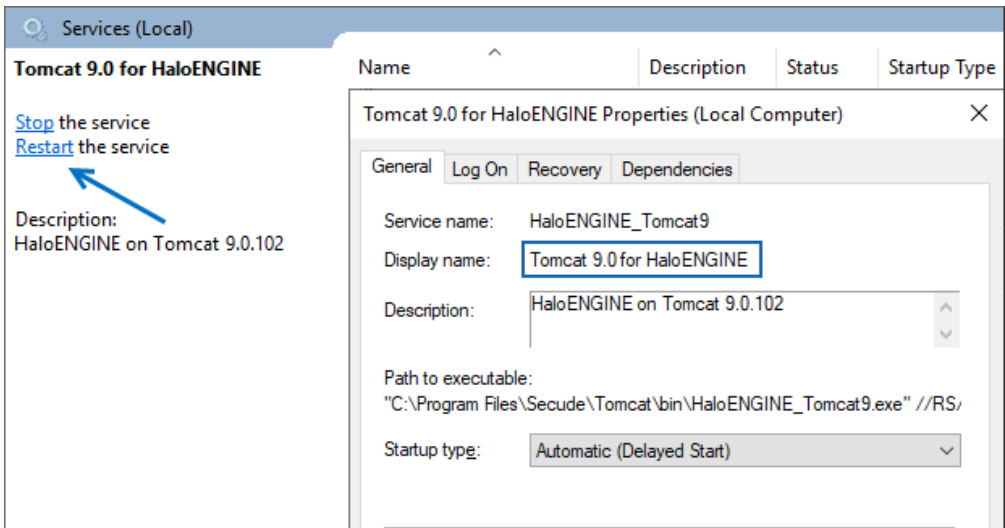 Services (Local)
Tomcat 9.0 for HaloENGINE
Stop the service
Restart the service
Description:
HaloENGINE on Tomcat 9.0.102
Name Description Status Startup Type
Tomcat 9.0 for HaloENGINE Properties (Local Computer)
General Log On Recovery Dependencies
Service name: HaloENGINE_Tomcat9
Display name: Tomcat 9.0 for HaloENGINE
Description: HaloENGINE on Tomcat 9.0.102
Path to executable:
"C:\Program Files\Secude\Tomcat\bin\HaloENGINE_Tomcat9.exe" //RS/
Startup type: Automatic (Delayed Start)